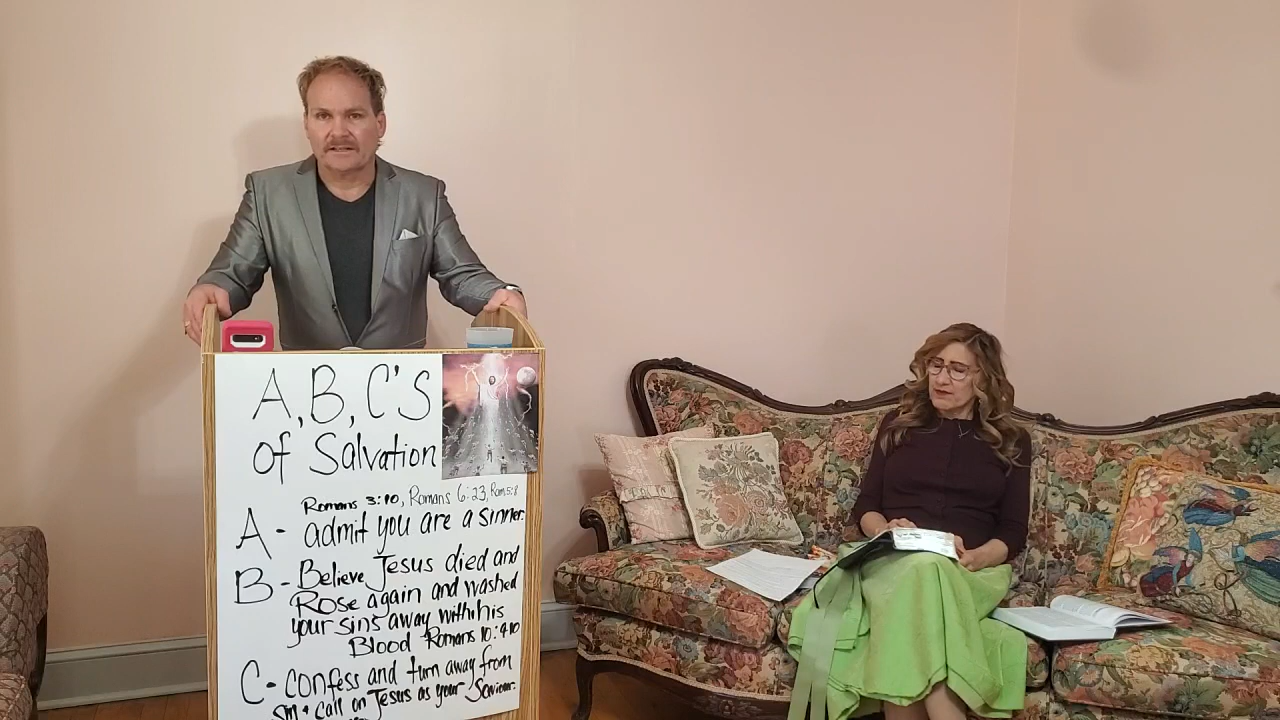 A, B, C'S
of Salvation
Romans 3:10, Romans 6:23, Rom 5:8
A - admit you are a sinner.
B - Believe Jesus died and
Rose again and washed
your sins away with his
Blood Romans 10:9,10
C - confess and turn away from
sin + call on Jesus as your Saviour.